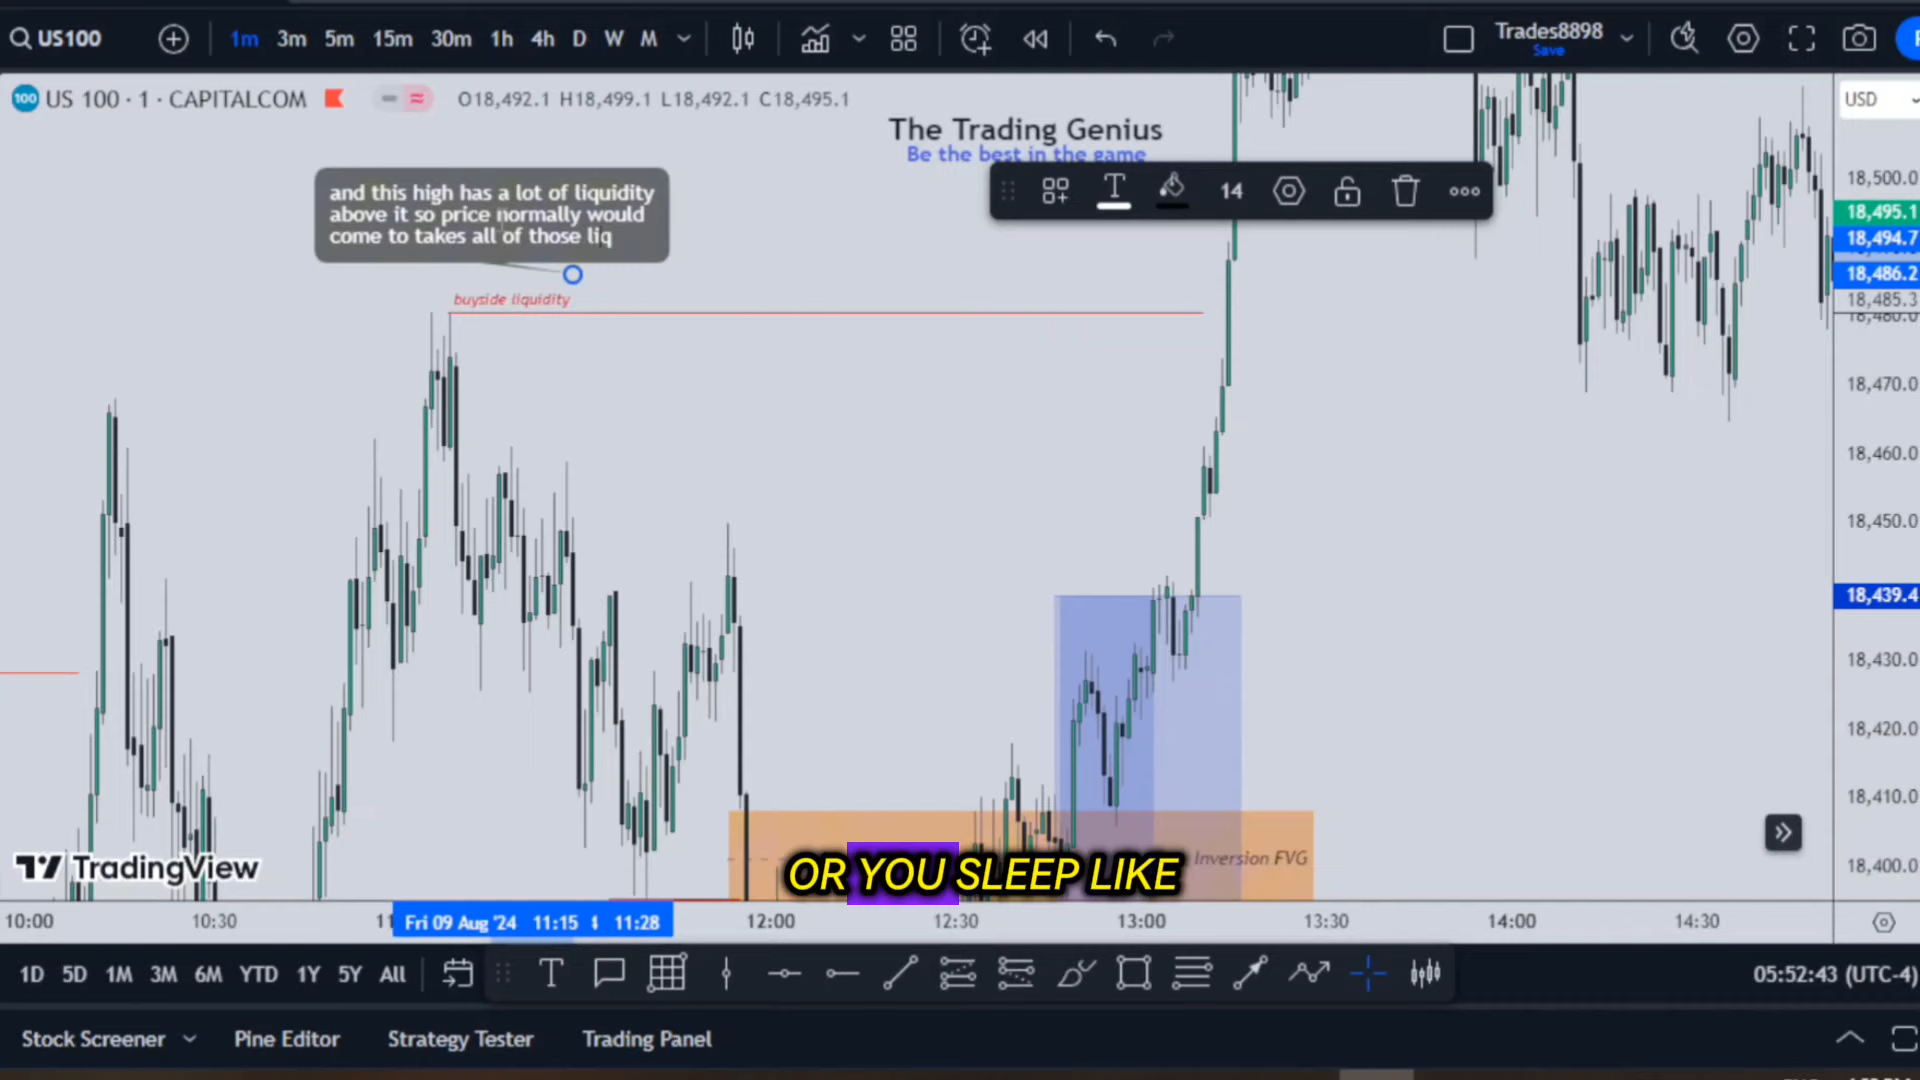 US100
1m 3m 5m 15m 30m 1h 4h D W M
Trades8898
Save
100 US 100 · 1 · CAPITALCOM
O18,492.1 H18,499.1 L18,492.1 C18,495.1
USD
The Trading Genius
Be the best in the game
and this high has a lot of liquidity
above it so price normally would
come to takes all of those liq
14
buyside liquidity
18,500.0
18,495.1
18,494.7
18,486.2
18,485.3
18,480.0
18,470.0
18,460.0
18,450.0
18,439.4
18,430.0
18,420.0
18,410.0
18,400.0
Inversion FVG
TradingView
OR YOU SLEEP LIKE
10:00 10:30 11 Fri 09 Aug '24 11:15 11:28 12:00 12:30 13:00 13:30 14:00 14:30
1D 5D 1M 3M 6M YTD 1Y 5Y All
05:52:43 (UTC-4)
Stock Screener Pine Editor Strategy Tester Trading Panel